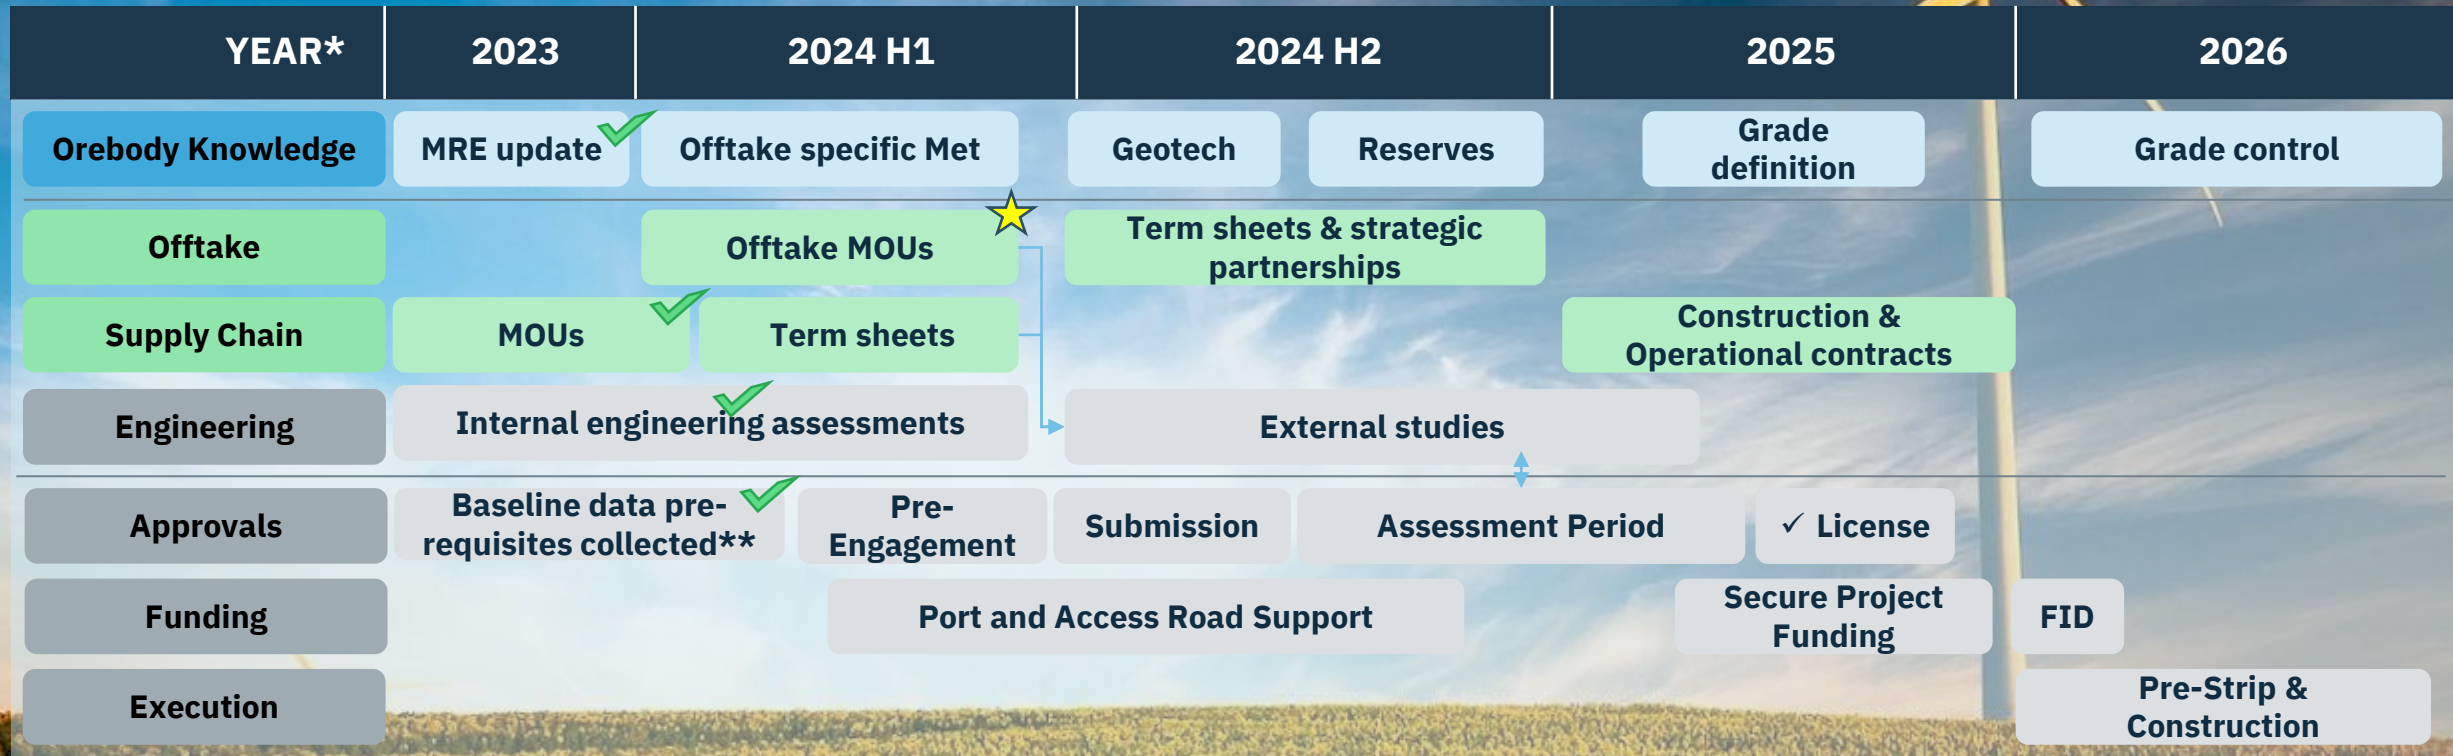 YEAR* 2023 2024 H1 2024 H2 2025 2026
Orebody Knowledge MRE update Offtake specific Met Geotech Reserves Grade
definition Grade control
Offtake Offtake MOUs Term sheets & strategic
partnerships
Supply Chain MOUs Term sheets Construction &
Operational contracts
Engineering Internal engineering assessments External studies
Approvals Baseline data pre-
requisites collected** Pre-
Engagement Submission Assessment Period ✓ License
Funding Port and Access Road Support Secure Project
Funding FID
Execution Pre-Strip &
Construction